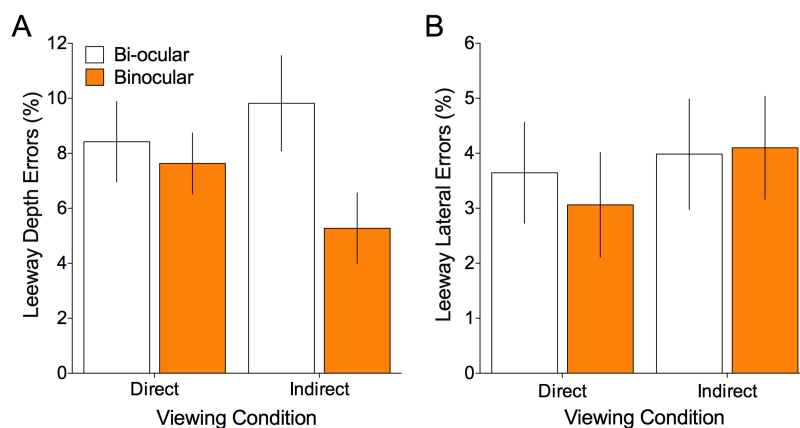 A
Leeway Depth Errors (%)
12
10
8
6
4
2
0
Bi-ocular
Binocular
Direct
Indirect
Viewing Condition
B
Leeway Lateral Errors (%)
6
5
4
3
2
1
0
Direct
Indirect
Viewing Condition